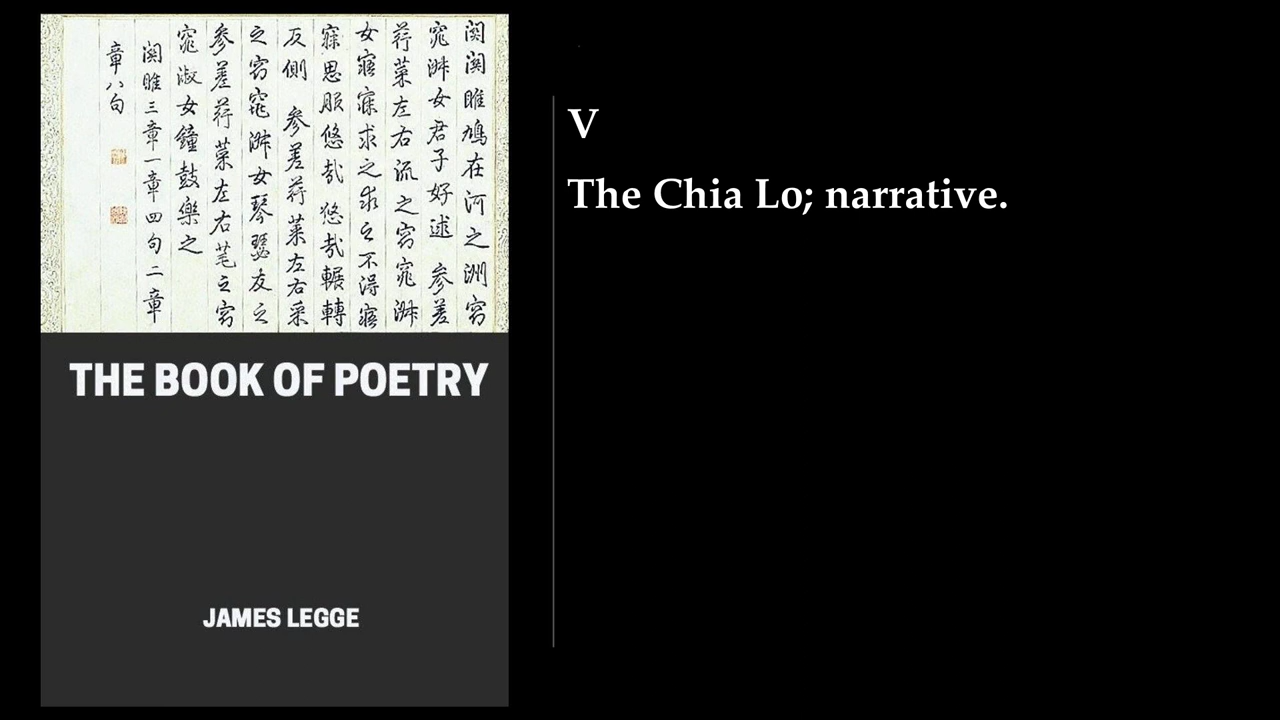 関関雎鳩在河之洲窈
窕淑女君子好逑 參差
荇菜左右流之窈窕淑
女寤寐求之求之不得寤
寐思服悠哉悠哉輾轉
反側 參差荇菜左右采
之窈窕淑女琴瑟友之
參差荇菜左右芼之窈
窕淑女鐘鼓樂之
関雎三章一章四句二章
章八句
THE BOOK OF POETRY
JAMES LEGGE
V
The Chia Lo; narrative.